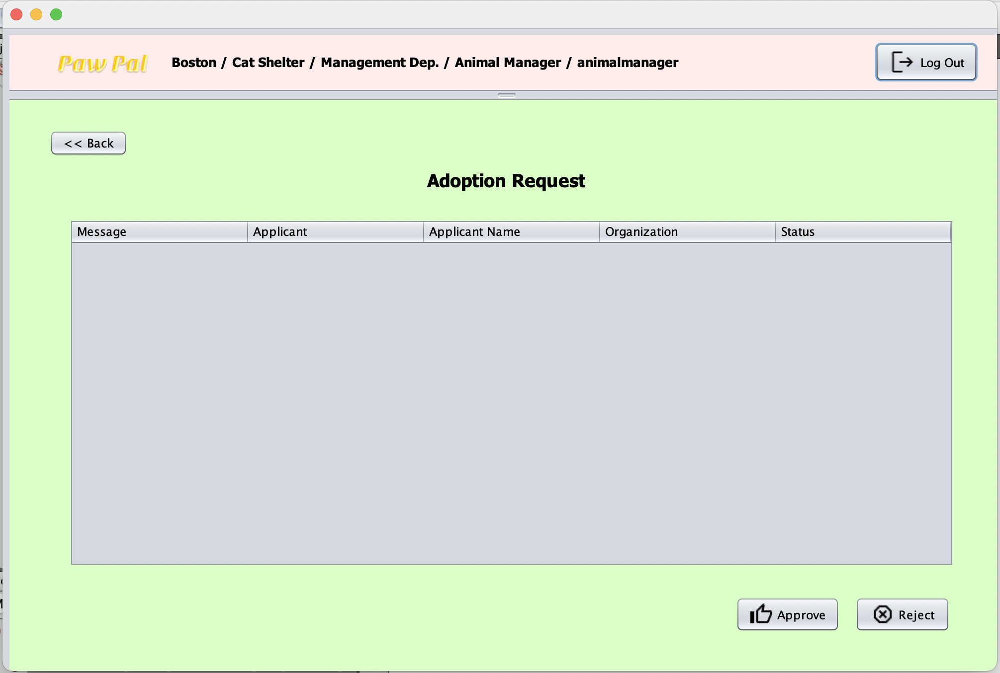 Paw Pal Boston / Cat Shelter / Management Dep. / Animal Manager / animalmanager Log Out
<< Back
Adoption Request
Message Applicant Applicant Name Organization Status
Approve Reject